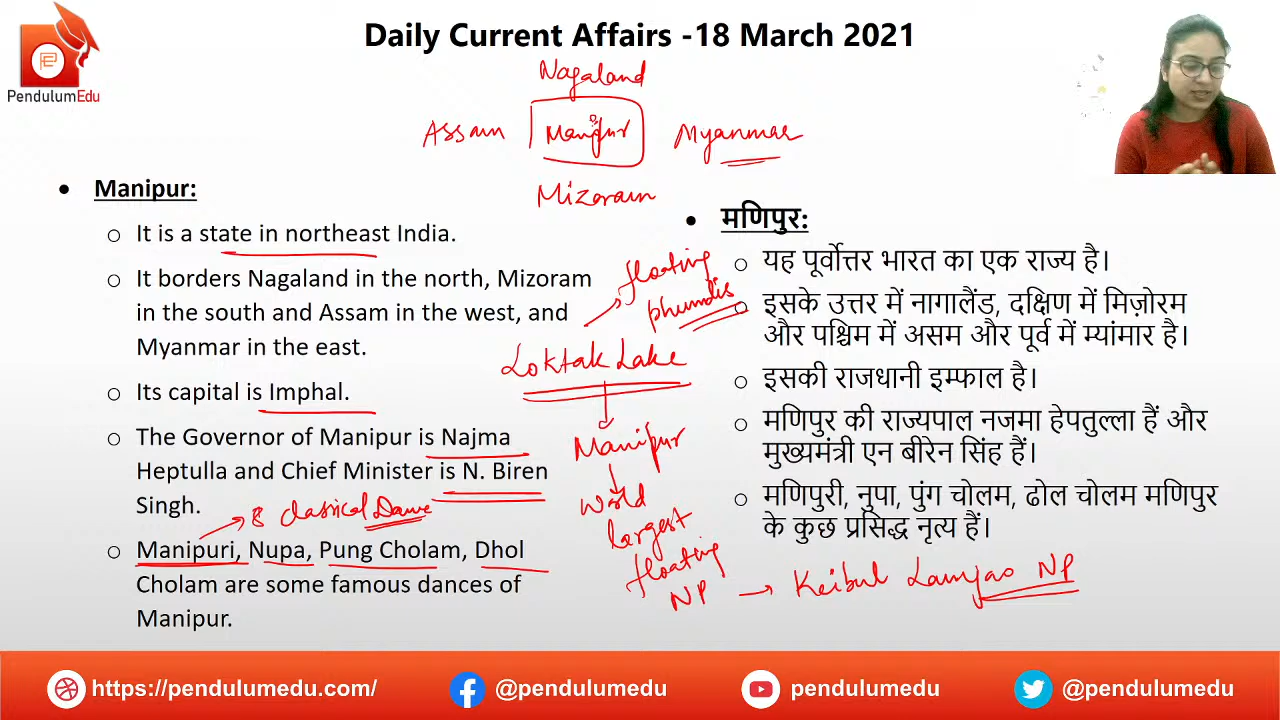 Daily Current Affairs -18 March 2021
PendulumEdu
Nagaland
Assam
Manipur
Myanmar
Mizoram
Manipur:
It is a state in northeast India.
It borders Nagaland in the north, Mizoram
in the south and Assam in the west, and
Myanmar in the east.
Its capital is Imphal.
The Governor of Manipur is Najma
Heptulla and Chief Minister is N. Biren
Singh.
8 classical Dance
Manipuri, Nupa, Pung Cholam, Dhol
Cholam are some famous dances of
Manipur.
floating
phumdis
Loktak Lake
Manipur
World
largest
floating
NP
Keibul Lamjao NP
मणिपुर:
यह पूर्वोत्तर भारत का एक राज्य है।
इसके उत्तर में नागालैंड, दक्षिण में मिज़ोरम
और पश्चिम में असम और पूर्व में म्यांमार है।
इसकी राजधानी इम्फाल है।
मणिपुर की राज्यपाल नजमा हेपतुल्ला हैं और
मुख्यमंत्री एन बीरेन सिंह हैं।
मणिपुरी, नुपा, पुंग चोलम, ढोल चोलम मणिपुर
के कुछ प्रसिद्ध नृत्य हैं।
https://pendulumedu.com/
@pendulumedu
pendulumedu
@pendulumedu